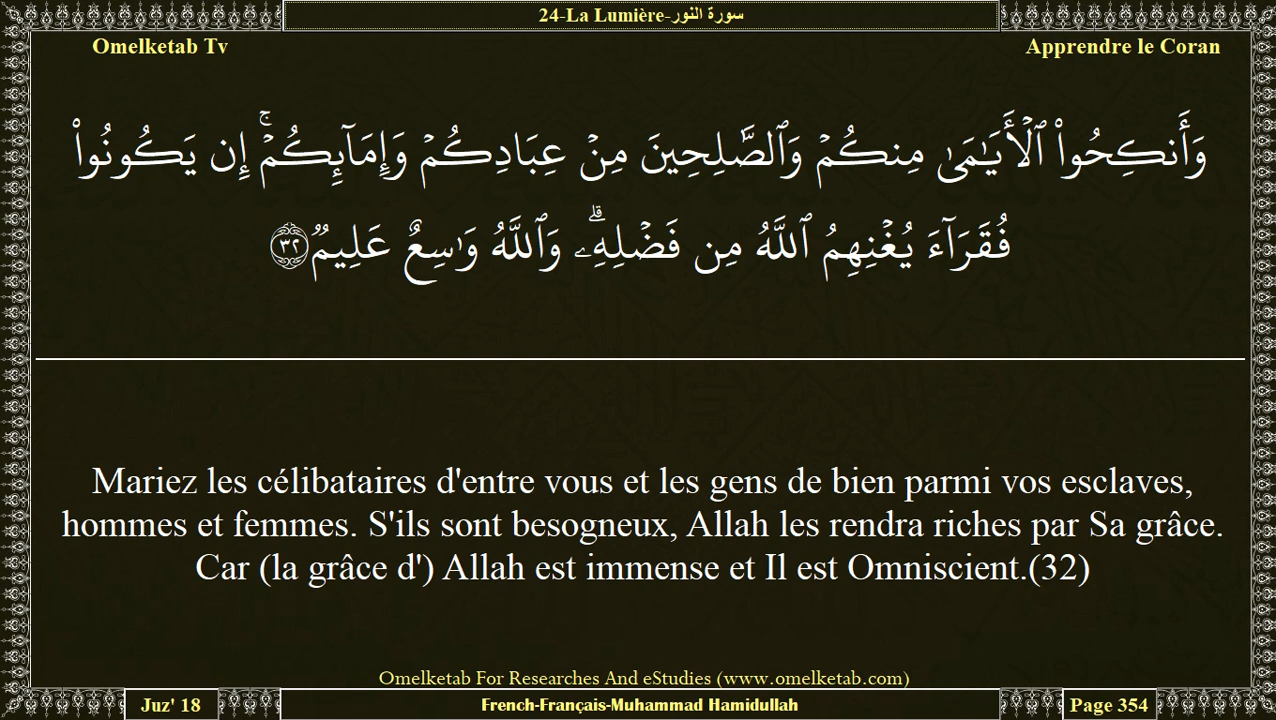 24-La Lumière-سورة النور
Omelketab Tv
Apprendre le Coran
وَأَنكِحُوا۟ ٱلْأَيَـٰمَىٰ مِنكُمْ وَٱلصَّـٰلِحِينَ مِنْ عِبَادِكُمْ وَإِمَآئِكُمْ ۚ إِن يَكُونُوا۟
فُقَرَآءَ يُغْنِهِمُ ٱللَّهُ مِن فَضْلِهِۦ ۗ وَٱللَّهُ وَٰسِعٌ عَلِيمٌ ﴿٣٢﴾
Mariez les célibataires d'entre vous et les gens de bien parmi vos esclaves,
hommes et femmes. S'ils sont besogneux, Allah les rendra riches par Sa grâce.
Car (la grâce d') Allah est immense et Il est Omniscient.(32)
Omelketab For Researches And eStudies (www.omelketab.com)
Juz' 18
French-Français-Muhammad Hamidullah
Page 354